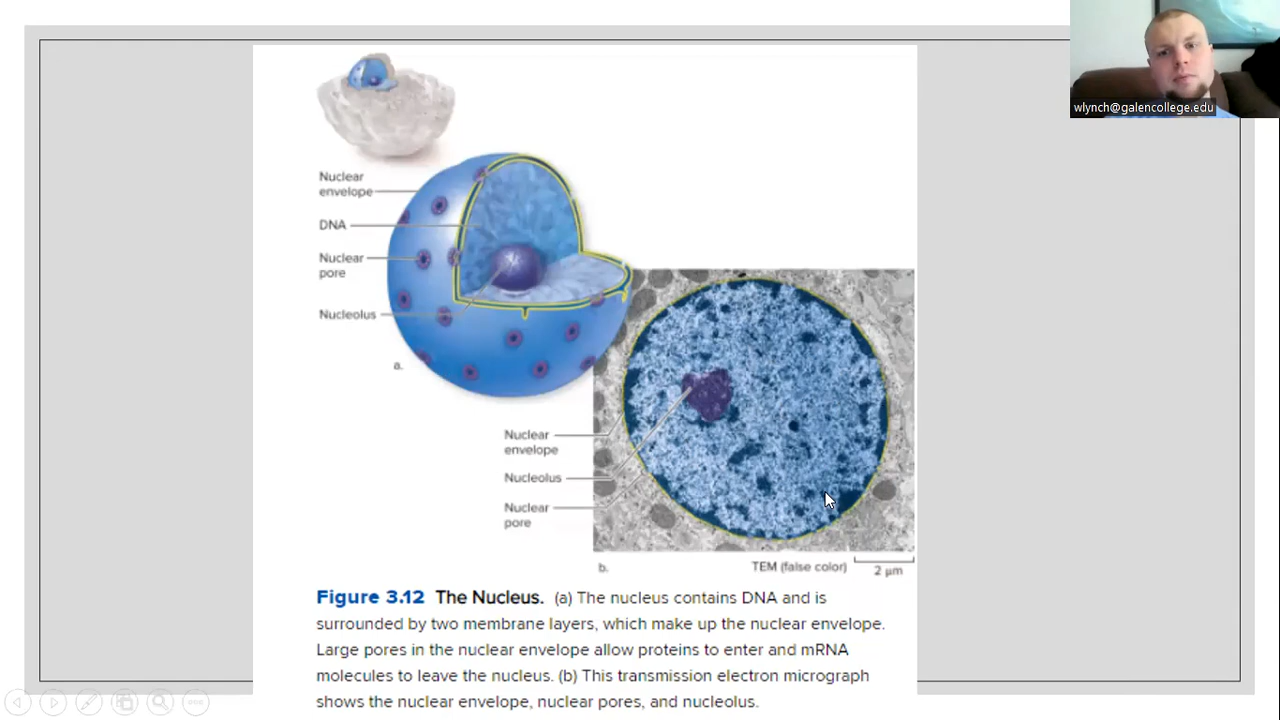 wlynch@galencollege.edu
Nuclear
envelope
DNA
Nuclear
pore
Nucleolus
a.
Nuclear
envelope
Nucleolus
Nuclear
pore
b.
TEM (false color)
2 µm
Figure 3.12 The Nucleus. (a) The nucleus contains DNA and is
surrounded by two membrane layers, which make up the nuclear envelope.
Large pores in the nuclear envelope allow proteins to enter and mRNA
molecules to leave the nucleus. (b) This transmission electron micrograph
shows the nuclear envelope, nuclear pores, and nucleolus.